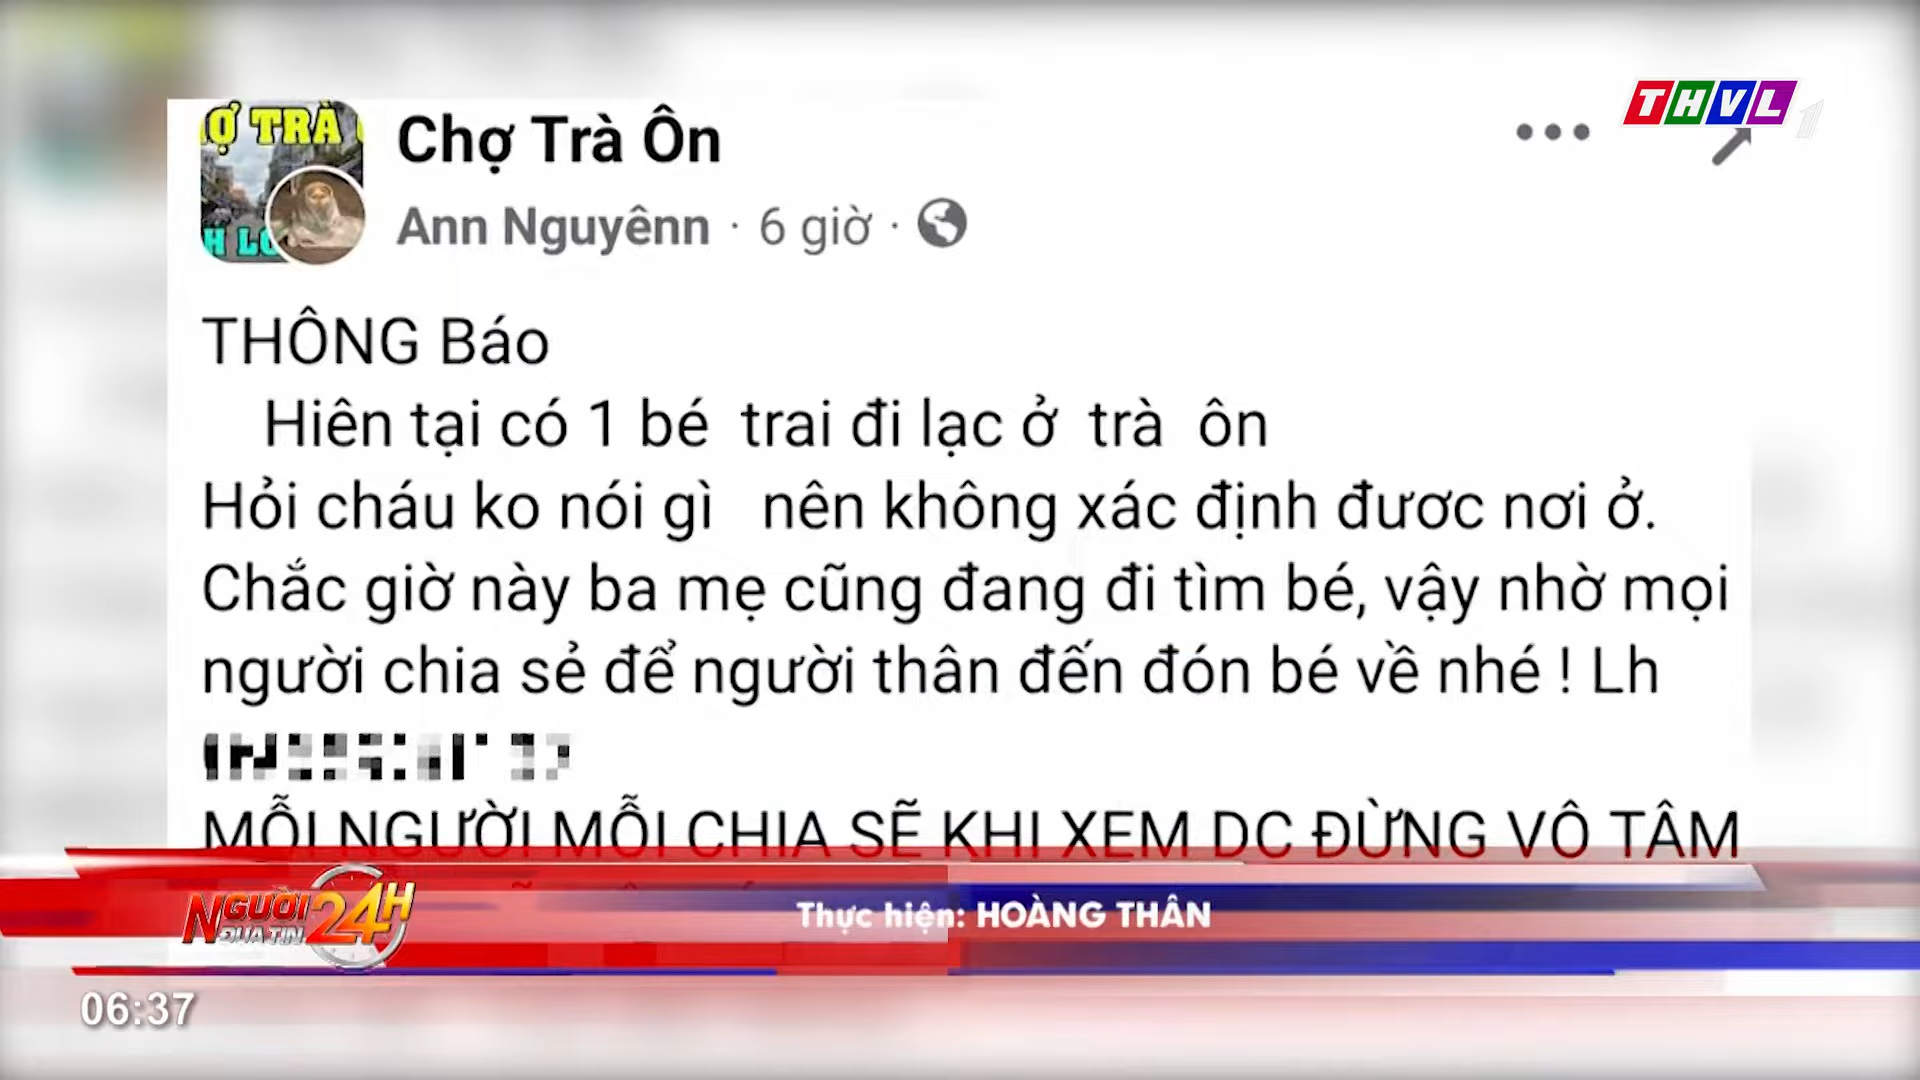 THVL 1
Ợ TRÀ
H LO
Chợ Trà Ôn
Ann Nguyênn · 6 giờ ·
THÔNG Báo
Hiên tại có 1 bé trai đi lạc ở trà ôn
Hỏi cháu ko nói gì nên không xác định đươc nơi ở.
Chắc giờ này ba mẹ cũng đang đi tìm bé, vậy nhờ mọi
người chia sẻ để người thân đến đón bé về nhé ! Lh
MỖI NGƯỜI MỖI CHIA SẼ KHI XEM DC ĐỪNG VÔ TÂM
NGƯỜI ĐƯA TIN 24H
Thực hiện: HOÀNG THÂN
06:37